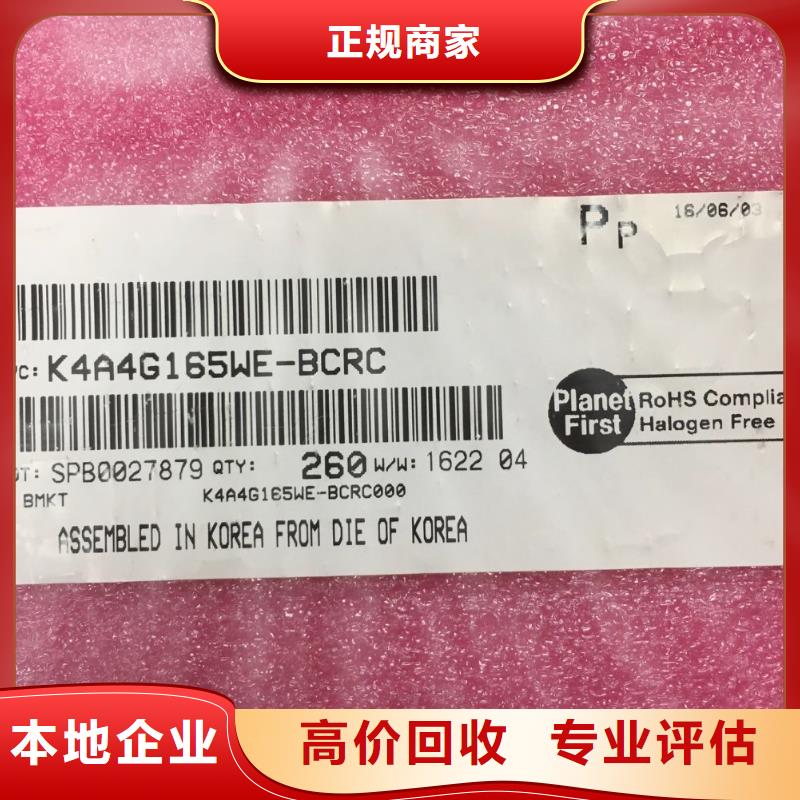 正规商家
Pp
16/06/03
C: K4A4G165WE-BCRC
Planet First
RoHS Complia
Halogen Free
OT: SPB0027879 QTY: 260 W/W: 1622 04
BMKT K4A4G165WE-BCRC000
ASSEMBLED IN KOREA FROM DIE OF KOREA
本地企业
高价回收 专业评估